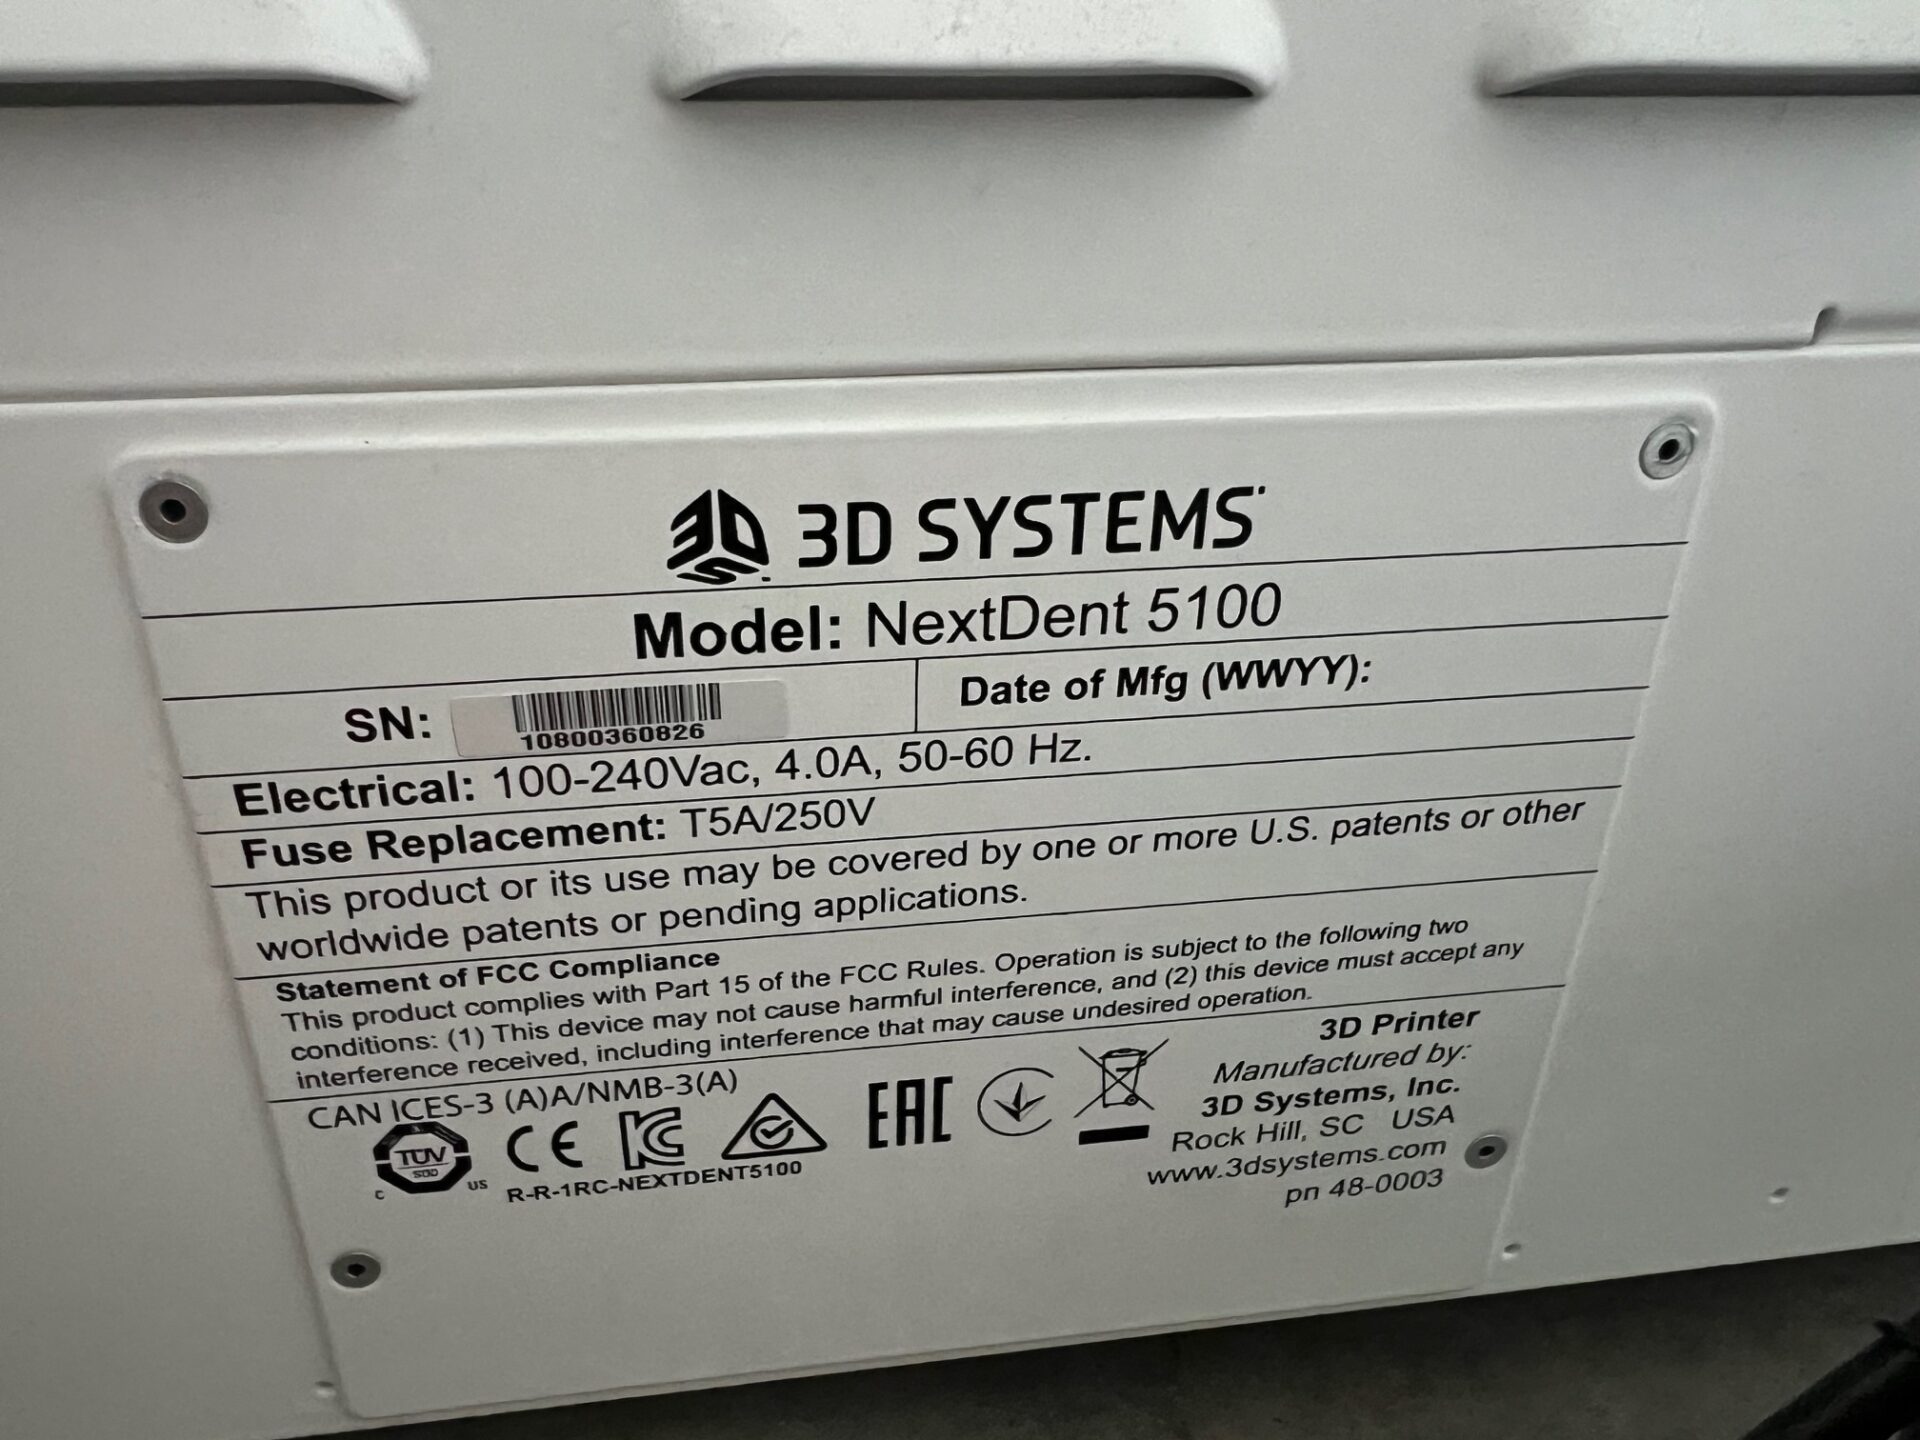 3DS 3D SYSTEMS
Model: NextDent 5100
SN: 10800360826
Date of Mfg (WWYY):
Electrical: 100-240Vac, 4.0A, 50-60 Hz.
Fuse Replacement: T5A/250V
This product or its use may be covered by one or more U.S. patents or other
worldwide patents or pending applications.
Statement of FCC Compliance
This product complies with Part 15 of the FCC Rules. Operation is subject to the following two
conditions: (1) This device may not cause harmful interference, and (2) this device must accept any
interference received, including interference that may cause undesired operation.
CAN ICES-3 (A)A/NMB-3(A)
C TÜV SÜD US CE KC EAC
R-R-1RC-NEXTDENT5100
3D Printer
Manufactured by:
3D Systems, Inc.
Rock Hill, SC USA
www.3dsystems.com
pn 48-0003